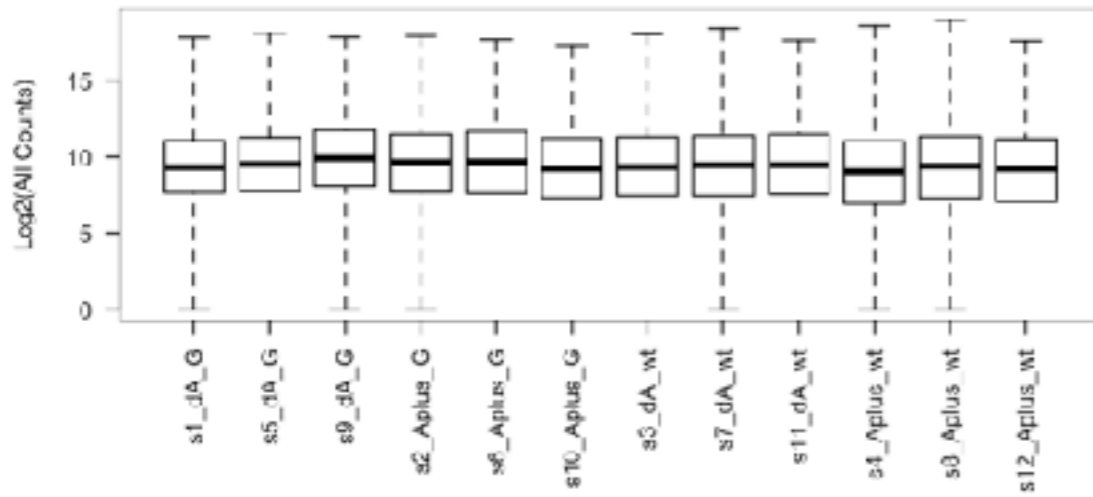 Log2(All Counts)
15
10
5
0
s1_dA_G
s5_dA_G
s9_dA_G
s2_Aplus_G
s6_Aplus_G
s10_Aplus_G
s3_dA_wt
s7_dA_wt
s11_dA_wt
s4_Aplus_wt
s8_Aplus_wt
s12_Aplus_wt